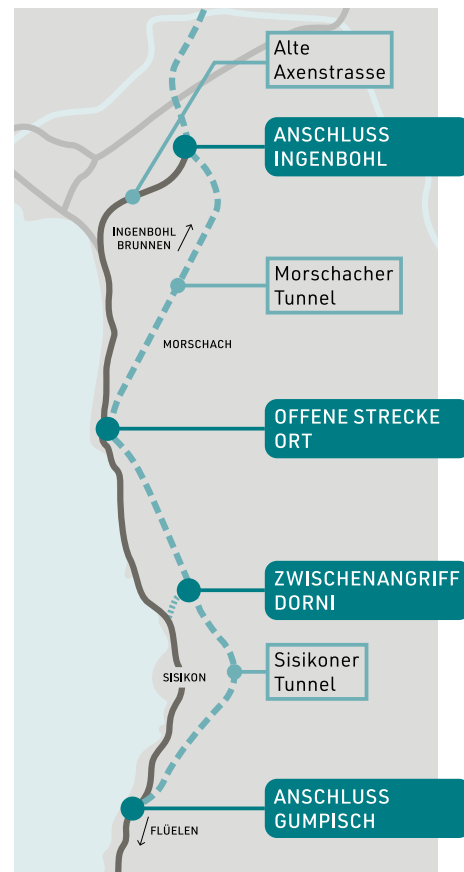 Alte
Axenstrasse
ANSCHLUSS
INGENBOHL
INGENBOHL
BRUNNEN
Morschacher
Tunnel
MORSCHACH
OFFENE STRECKE
ORT
ZWISCHENANGRIFF
DORNI
Sisikoner
Tunnel
SISIKON
ANSCHLUSS
GUMPISCH
FLÜELEN